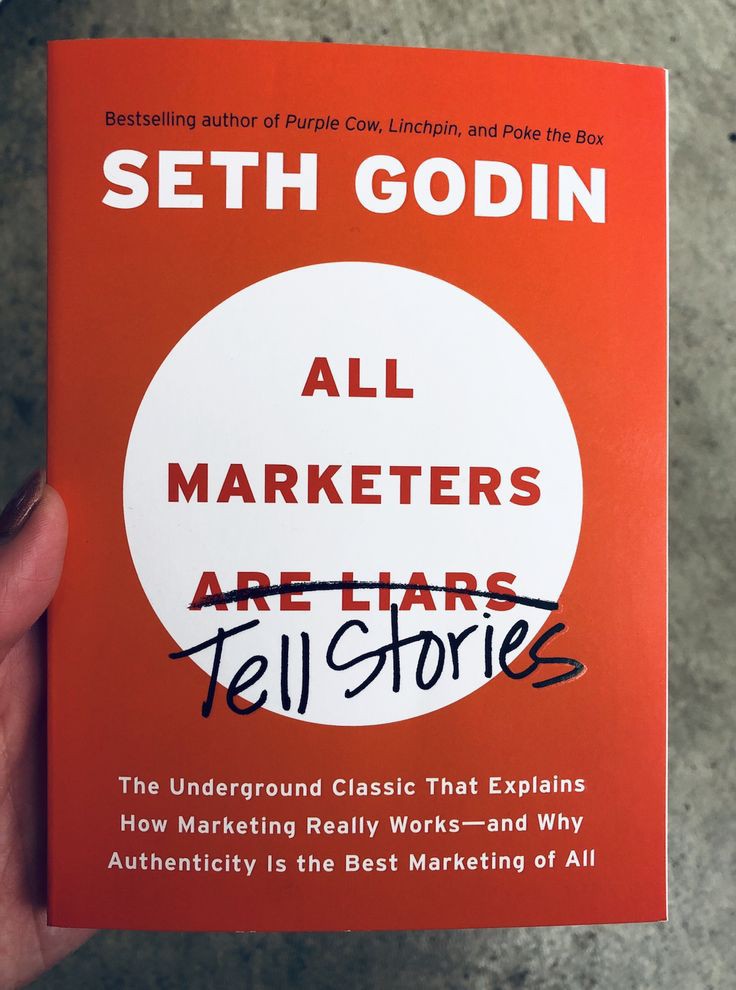 Bestselling author of Purple Cow, Linchpin, and Poke the Box
SETH GODIN
ALL
MARKETERS
ARE LIARS
Tell Stories
The Underground Classic That Explains
How Marketing Really Works—and Why
Authenticity Is the Best Marketing of All